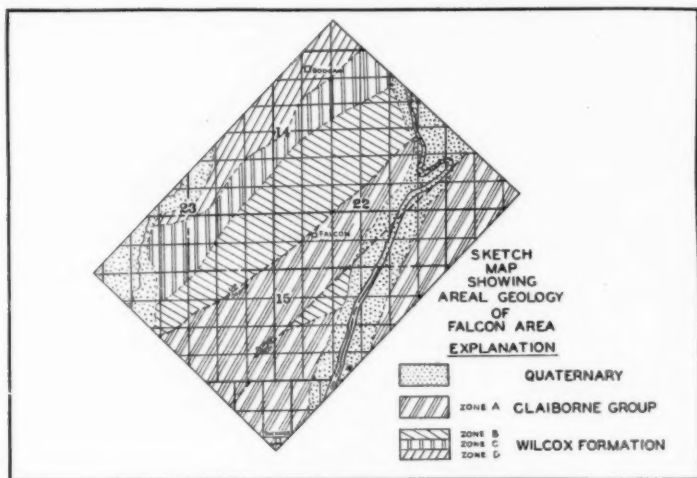 BODCAW
14
23
22
FALCON
15
SKETCH
MAP
SHOWING
AREAL GEOLOGY
OF
FALCON AREA
EXPLANATION
QUATERNARY
ZONE A CLAIBORNE GROUP
ZONE B
ZONE C WILCOX FORMATION
ZONE D